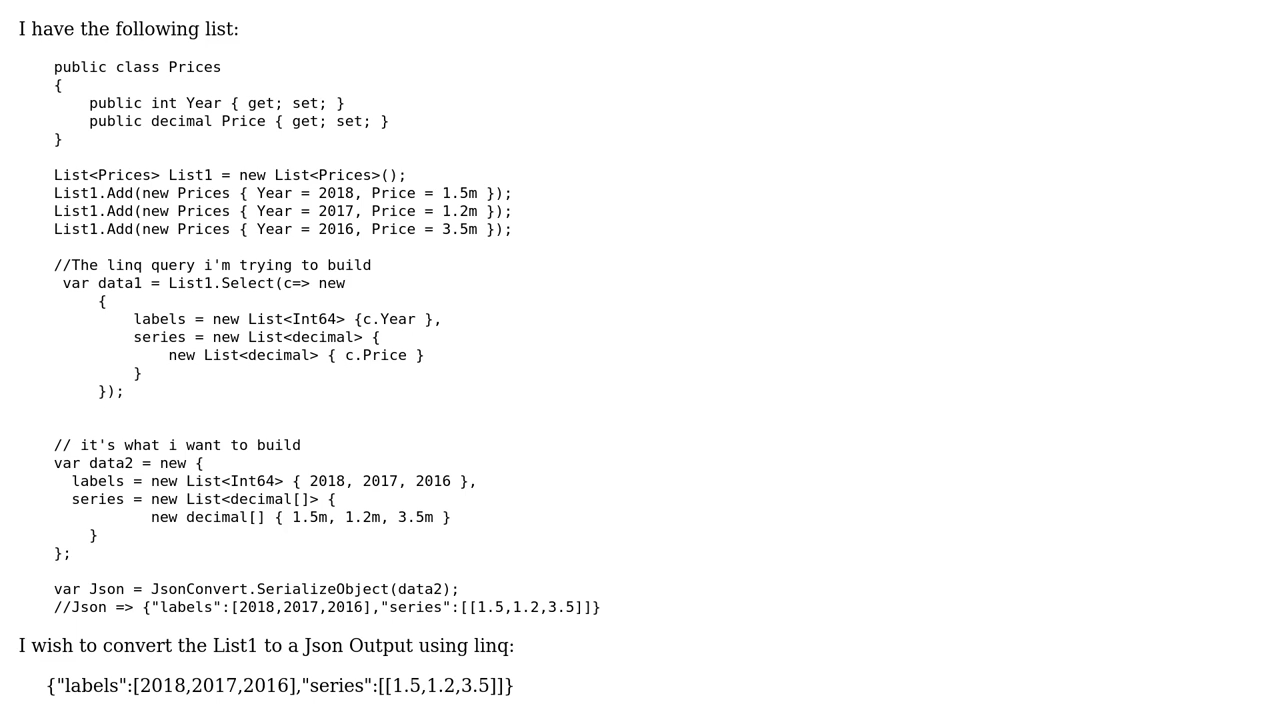 I have the following list:
public class Prices
{
    public int Year { get; set; }
    public decimal Price { get; set; }
}
List<Prices> List1 = new List<Prices>();
List1.Add(new Prices { Year = 2018, Price = 1.5m });
List1.Add(new Prices { Year = 2017, Price = 1.2m });
List1.Add(new Prices { Year = 2016, Price = 3.5m });
//The linq query i'm trying to build
 var data1 = List1.Select(c=> new
     {
         labels = new List<Int64> {c.Year },
         series = new List<decimal> {
             new List<decimal> { c.Price }
         }
     });
// it's what i want to build
var data2 = new {
  labels = new List<Int64> { 2018, 2017, 2016 },
  series = new List<decimal[]> {
           new decimal[] { 1.5m, 1.2m, 3.5m }
    }
};
var Json = JsonConvert.SerializeObject(data2);
//Json => {"labels":[2018,2017,2016],"series":[[1.5,1.2,3.5]]}
I wish to convert the List1 to a Json Output using linq:
{"labels":[2018,2017,2016],"series":[[1.5,1.2,3.5]]}